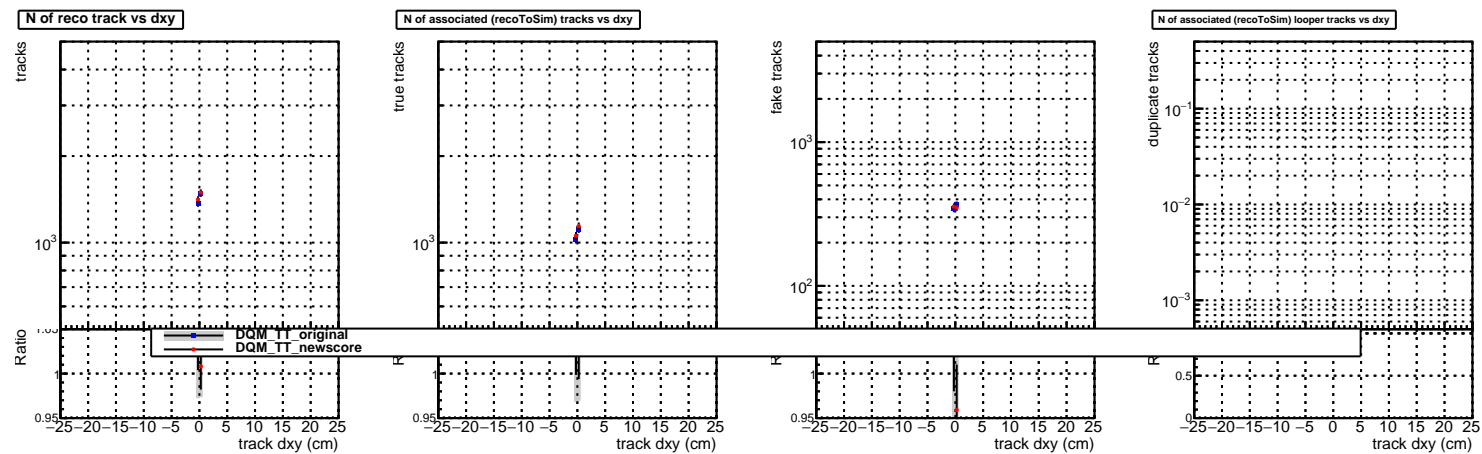 N of reco track vs dxy
N of associated (recoToSim) tracks vs dxy
N of associated (recoToSim) looper tracks vs dxy
tracks
true tracks
fake tracks
duplicate tracks
10³
10³
10³
10²
10⁻¹
10⁻²
10⁻³
DQM_TT_original
DQM_TT_newscore
Ratio
1
0.95
1
0.95
1
0.95
0.5
0
−25 −20 −15 −10 −5 0 5 10 15 20 25
−25 −20 −15 −10 −5 0 5 10 15 20 25
−25 −20 −15 −10 −5 0 5 10 15 20 25
−25 −20 −15 −10 −5 0 5 10 15 20 25
track dxy (cm)
track dxy (cm)
track dxy (cm)
track dxy (cm)